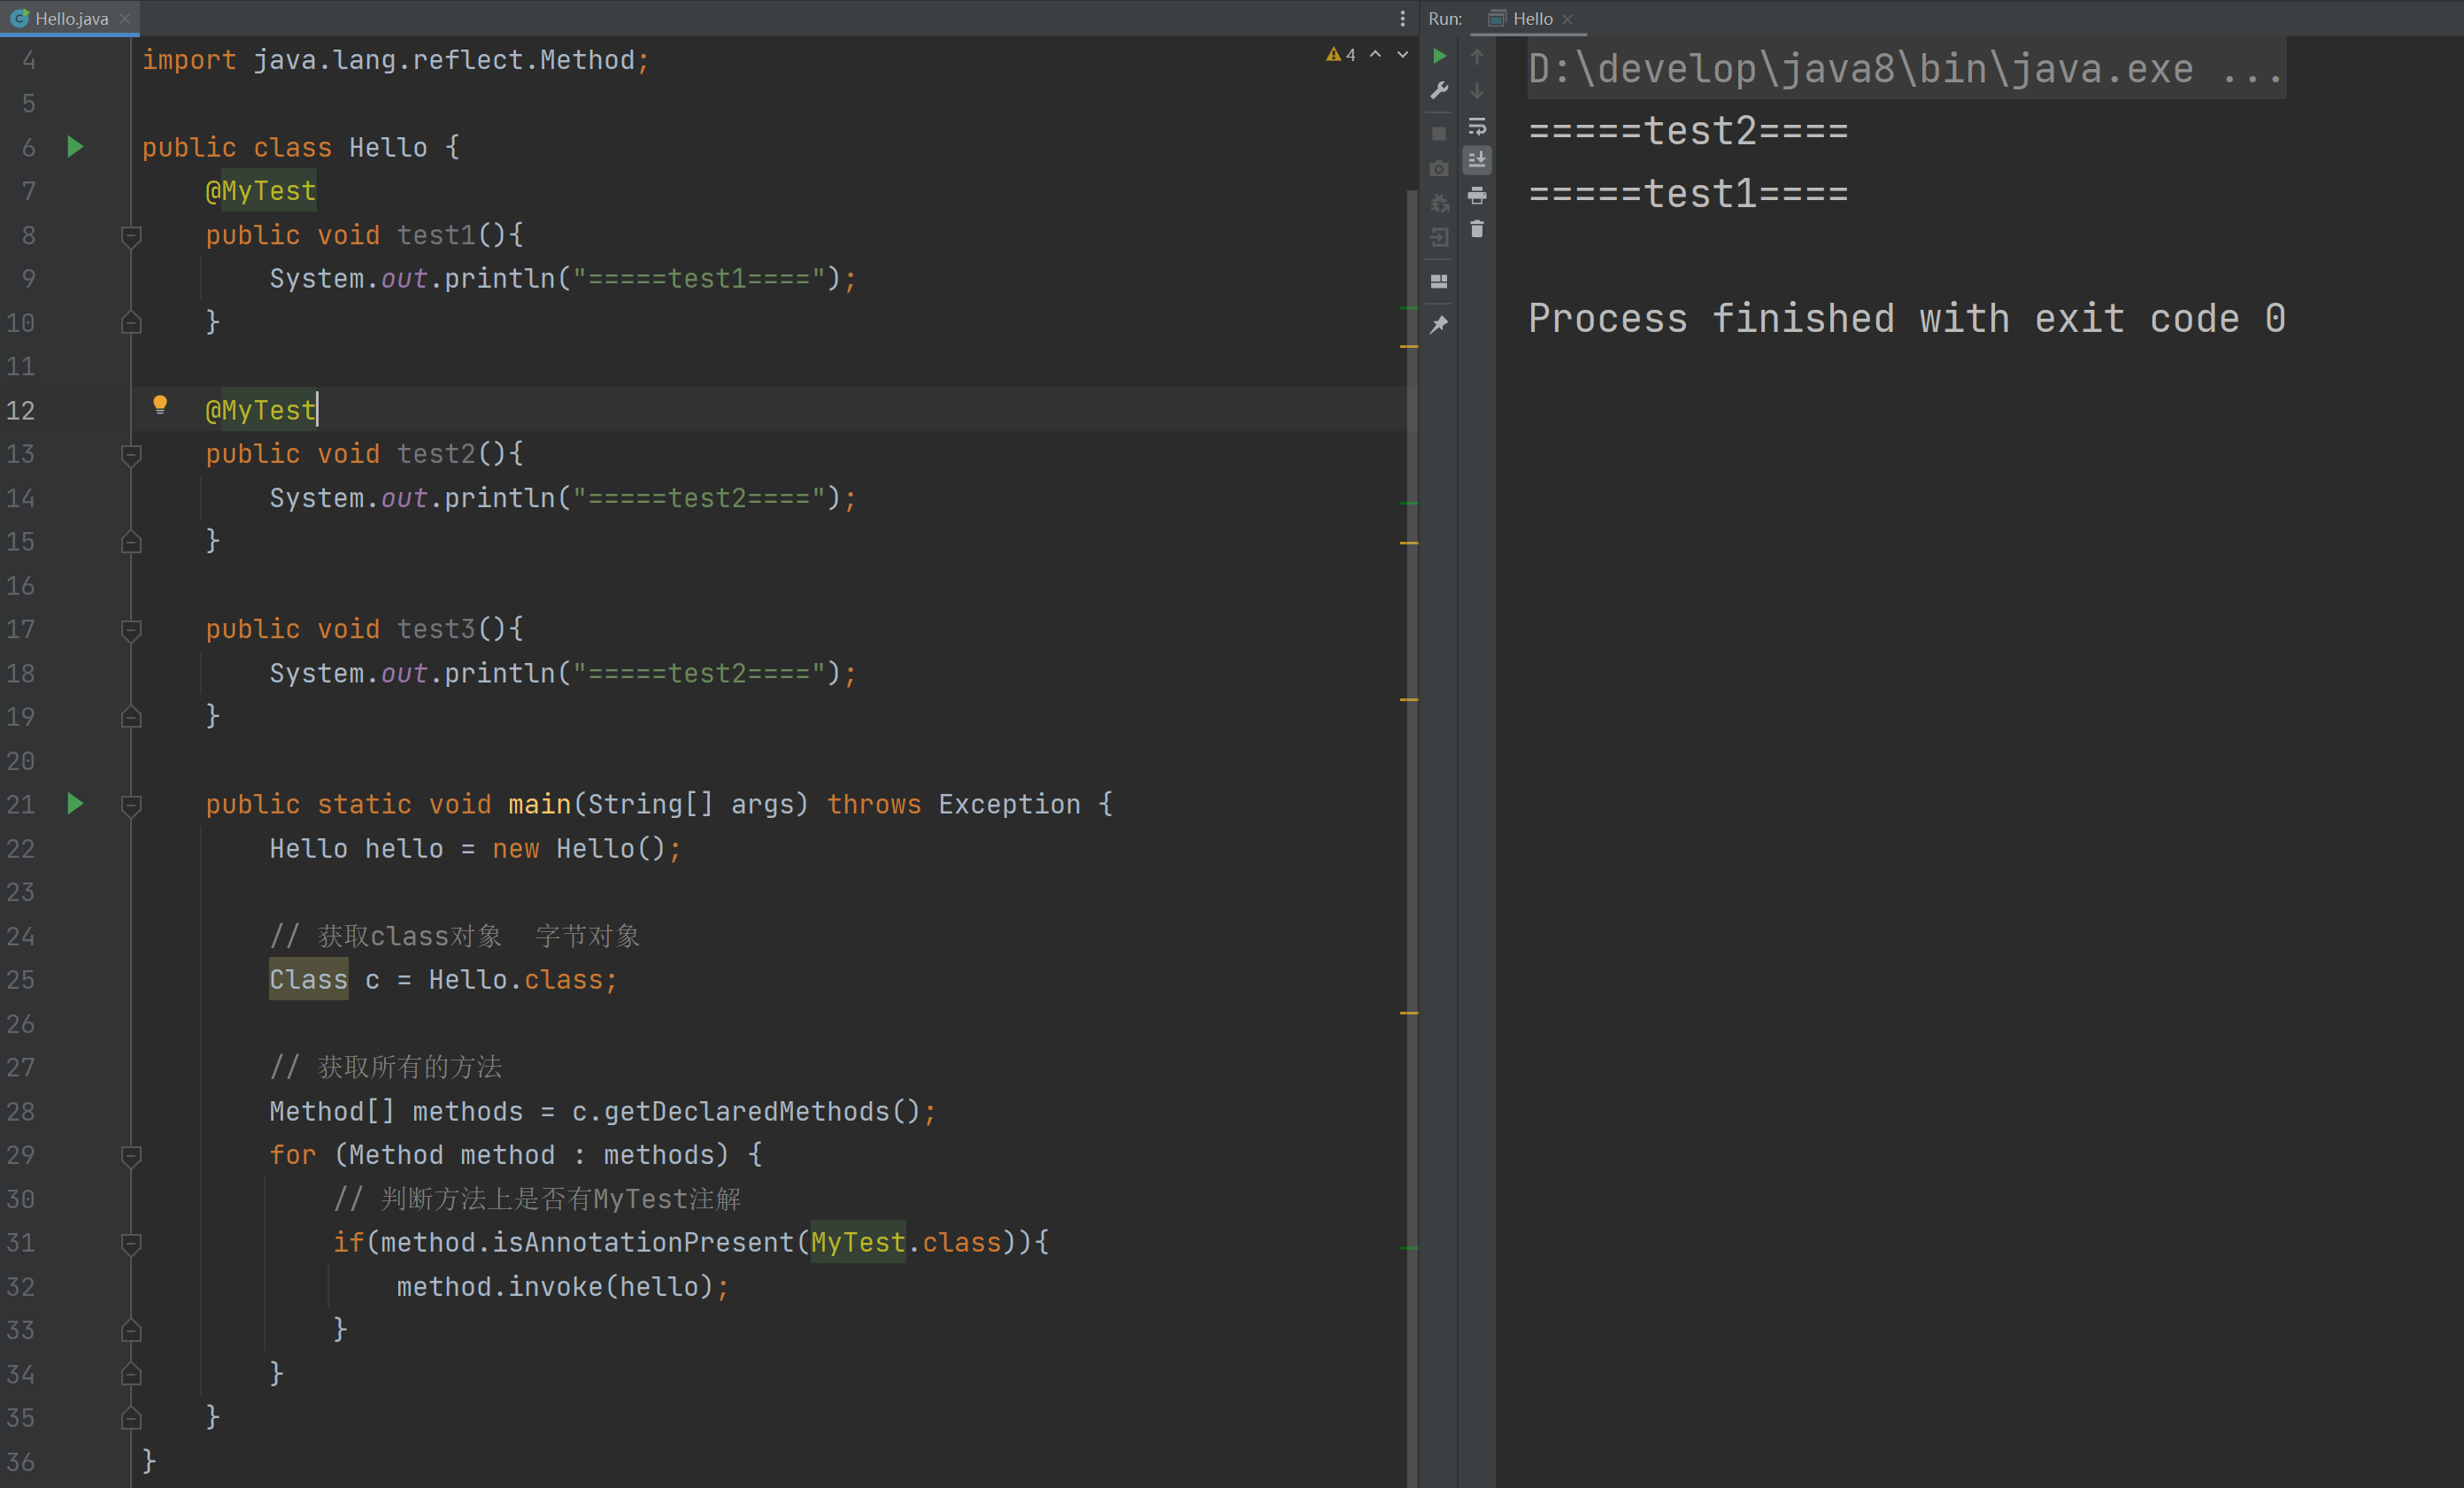 Hello.java
4 import java.lang.reflect.Method;
5
6 public class Hello {
7 @MyTest
8 public void test1(){
9 System.out.println("=====test1====");
10 }
11
12 @MyTest
13 public void test2(){
14 System.out.println("=====test2====");
15 }
16
17 public void test3(){
18 System.out.println("=====test2====");
19 }
20
21 public static void main(String[] args) throws Exception {
22 Hello hello = new Hello();
23
24 // 获取class对象 字节对象
25 Class c = Hello.class;
26
27 // 获取所有的方法
28 Method[] methods = c.getDeclaredMethods();
29 for (Method method : methods) {
30 // 判断方法上是否有MyTest注解
31 if(method.isAnnotationPresent(MyTest.class)){
32 method.invoke(hello);
33 }
34 }
35 }
36 }
4
Run: Hello
D:\develop\java8\bin\java.exe ...
=====test2====
=====test1====
Process finished with exit code 0